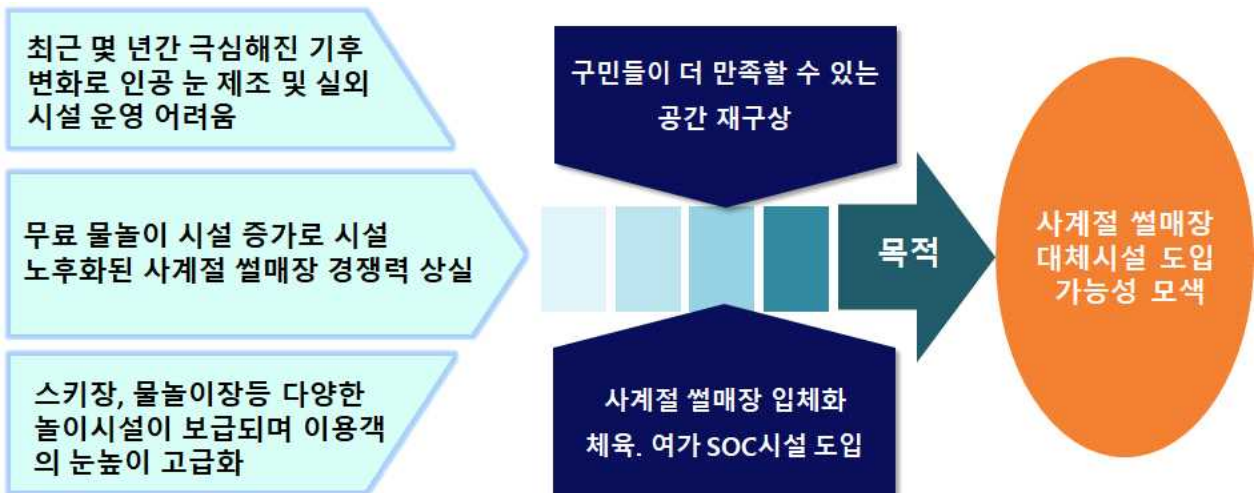 최근 몇 년간 극심해진 기후
변화로 인공 눈 제조 및 실외
시설 운영 어려움
무료 물놀이 시설 증가로 시설
노후화된 사계절 썰매장 경쟁력 상실
스키장, 물놀이장등 다양한
놀이시설이 보급되며 이용객
의 눈높이 고급화
구민들이 더 만족할 수 있는
공간 재구상
사계절 썰매장 입체화
체육. 여가 SOC시설 도입
목적
사계절 썰매장
대체시설 도입
가능성 모색